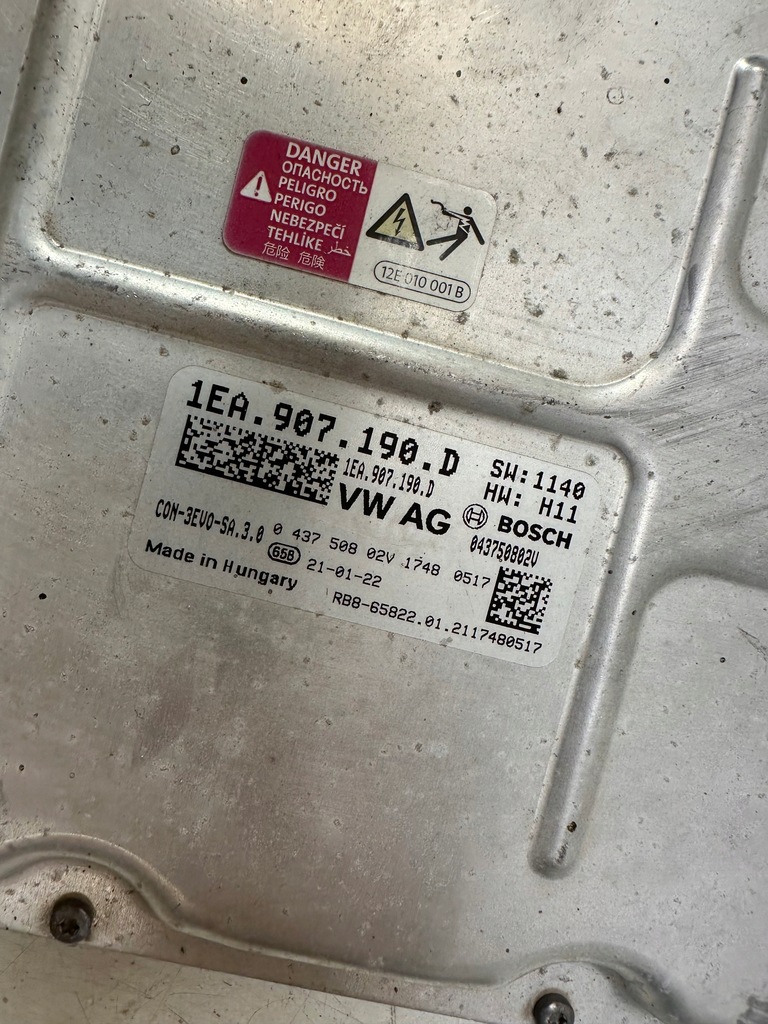 DANGER
ОПАСНОСТЬ
PELIGRO
PERIGO
NEBEZPEČÍ
TEHLİKE خطر
危险 危険
12E 010 001 B
1EA.907.190.D
SW:1140
1EA.907.190.D
HW: H11
VW AG
BOSCH
CON-3EVO-SA.3.0
0 437 508 02V 1748 0517
043750802V
658
21-01-22
Made in Hungary
RB8-65822.01.2117480517